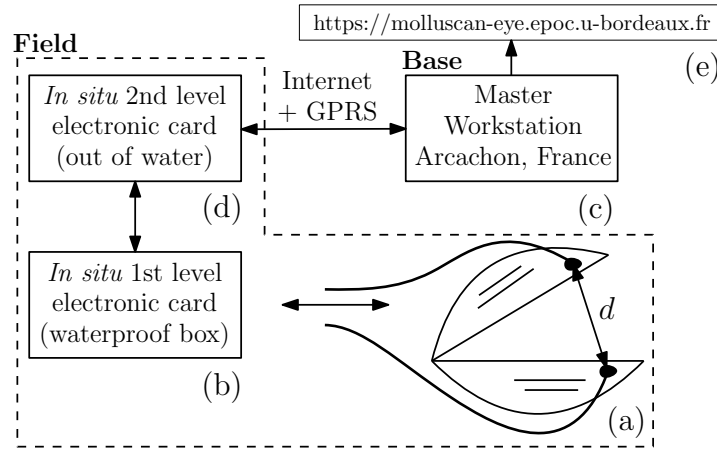 https://molluscan-eye.epoc.u-bordeaux.fr
(e)
Field
In situ 2nd level
electronic card
(out of water)
(d)
Internet
+ GPRS
Base
Master
Workstation
Arcachon, France
(c)
In situ 1st level
electronic card
(waterproof box)
(b)
d
(a)